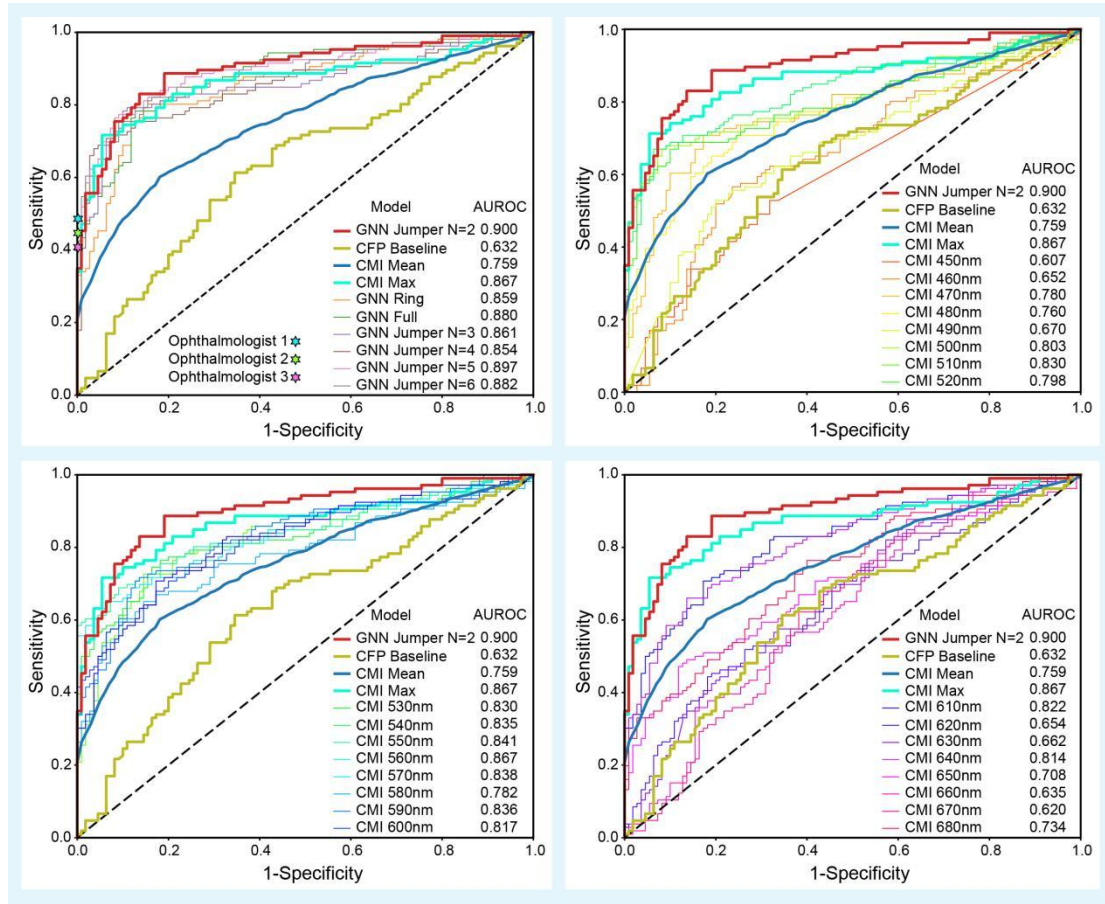 1.0
0.8
0.6
0.4
0.2
0.0
Sensitivity
Model AUROC
GNN Jumper N=2 0.900
CFP Baseline 0.632
CMI Mean 0.759
CMI Max 0.867
GNN Ring 0.859
GNN Full 0.880
GNN Jumper N=3 0.861
GNN Jumper N=4 0.854
GNN Jumper N=5 0.897
GNN Jumper N=6 0.882
Ophthalmologist 1
Ophthalmologist 2
Ophthalmologist 3
0.2 0.4 0.6 0.8 1.0
1-Specificity
1.0
0.8
0.6
0.4
0.2
0.0
Sensitivity
Model AUROC
GNN Jumper N=2 0.900
CFP Baseline 0.632
CMI Mean 0.759
CMI Max 0.867
CMI 450nm 0.607
CMI 460nm 0.652
CMI 470nm 0.780
CMI 480nm 0.760
CMI 490nm 0.670
CMI 500nm 0.803
CMI 510nm 0.830
CMI 520nm 0.798
0.0 0.2 0.4 0.6 0.8 1.0
1-Specificity
1.0
0.8
0.6
0.4
0.2
0.0
Sensitivity
Model AUROC
GNN Jumper N=2 0.900
CFP Baseline 0.632
CMI Mean 0.759
CMI Max 0.867
CMI 530nm 0.830
CMI 540nm 0.835
CMI 550nm 0.841
CMI 560nm 0.867
CMI 570nm 0.838
CMI 580nm 0.782
CMI 590nm 0.836
CMI 600nm 0.817
0.2 0.4 0.6 0.8 1.0
1-Specificity
1.0
0.8
0.6
0.4
0.2
0.0
Sensitivity
Model AUROC
GNN Jumper N=2 0.900
CFP Baseline 0.632
CMI Mean 0.759
CMI Max 0.867
CMI 610nm 0.822
CMI 620nm 0.654
CMI 630nm 0.662
CMI 640nm 0.814
CMI 650nm 0.708
CMI 660nm 0.635
CMI 670nm 0.620
CMI 680nm 0.734
0.0 0.2 0.4 0.6 0.8 1.0
1-Specificity